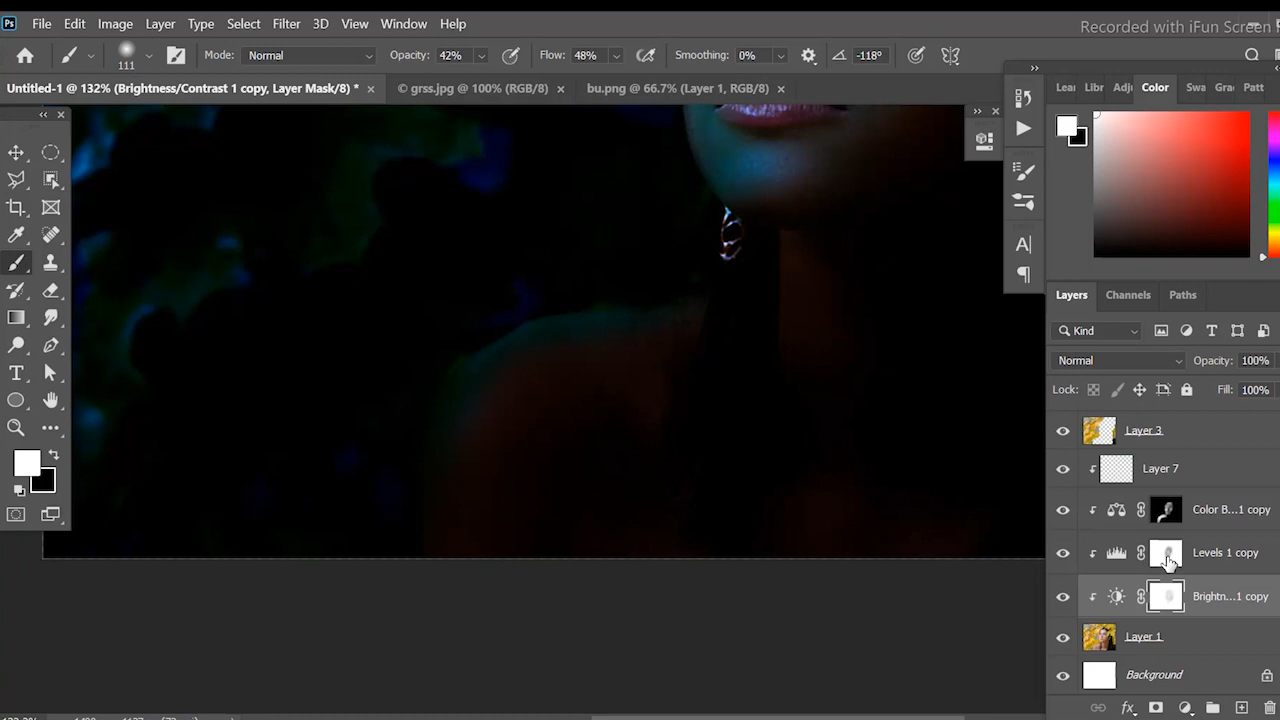 Ps File Edit Image Layer Type Select Filter 3D View Window Help
Recorded with iFun Screen
111 Mode: Normal Opacity: 42% Flow: 48% Smoothing: 0% -118°
Untitled-1 @ 132% (Brightness/Contrast 1 copy, Layer Mask/8) * × © grss.jpg @ 100% (RGB/8) × bu.png @ 66.7% (Layer 1, RGB/8) ×
Lea Libr Adj Color Swa Gra Patt
Layers Channels Paths
Kind
Normal Opacity: 100%
Lock: Fill: 100%
Layer 3
Layer 7
Color B...1 copy
Levels 1 copy
Brightn...1 copy
Layer 1
Background
fx